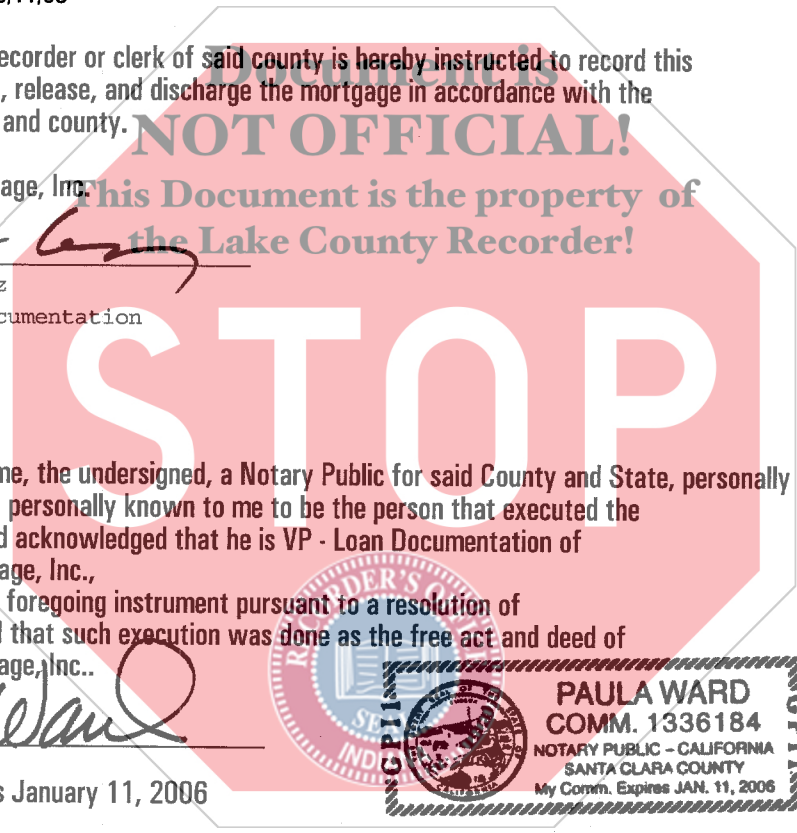 ecorder or clerk of said county is hereby instructed to record this
, release, and discharge the mortgage in accordance with the
and county.
age, Inc.
z
cumentation
Document is
NOT OFFICIAL!
This Document is the property of
the Lake County Recorder!
STOP
me, the undersigned, a Notary Public for said County and State, personally
personally known to me to be the person that executed the
d acknowledged that he is VP - Loan Documentation of
age, Inc.,
foregoing instrument pursuant to a resolution of
d that such execution was done as the free act and deed of
age, Inc..
Ward
s January 11, 2006
RECORDER'S OFFICE
SEAL
CPI1
PAULA WARD
COMM. 1336184
NOTARY PUBLIC - CALIFORNIA
SANTA CLARA COUNTY
My Comm. Expires JAN. 11, 2006